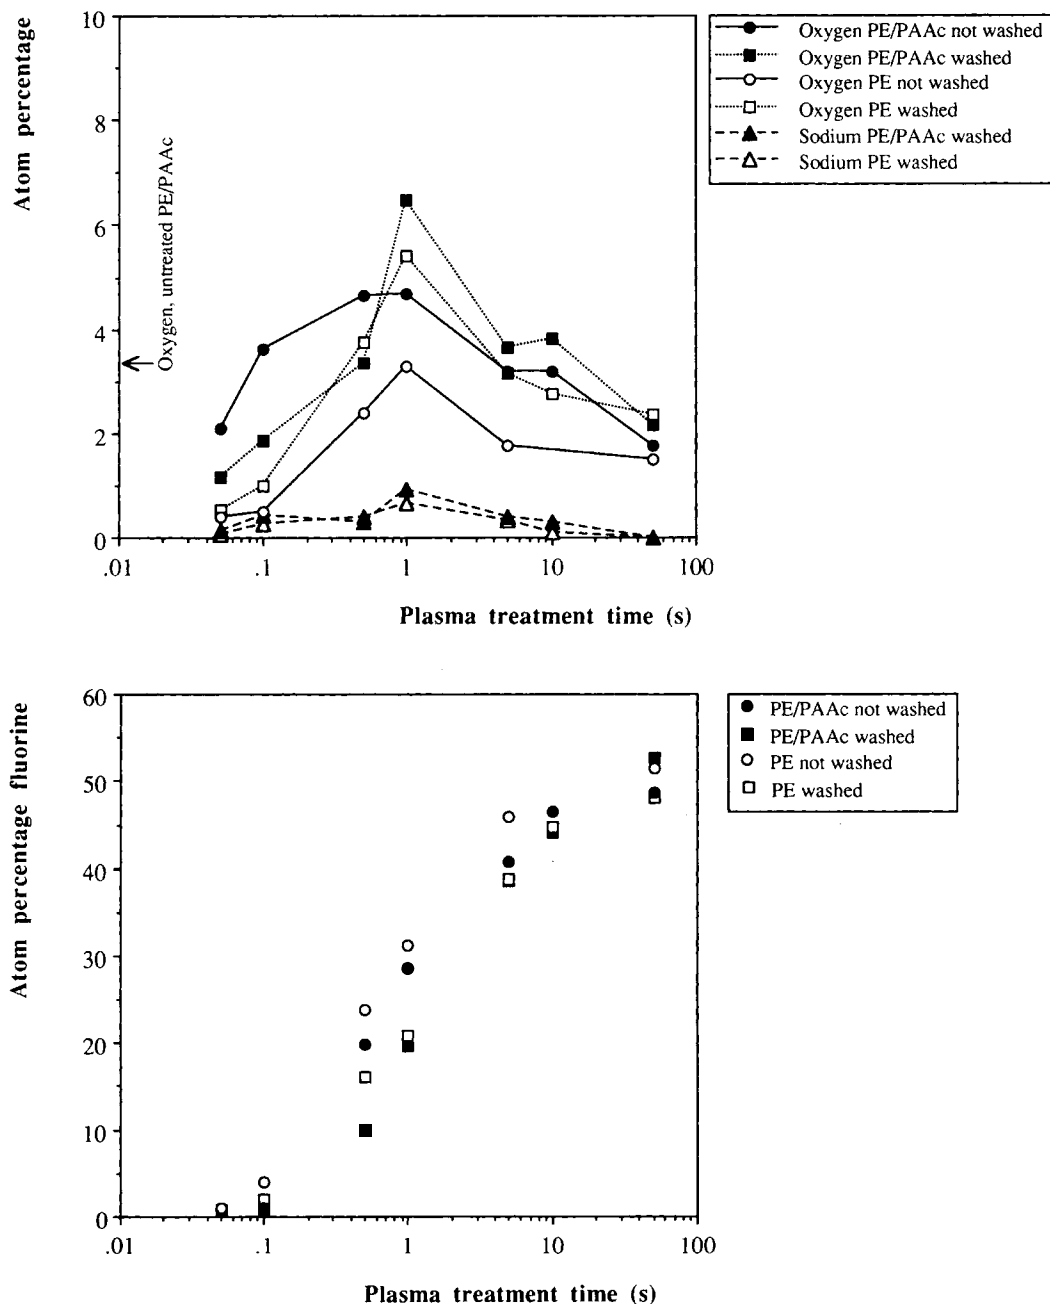 Atom percentage
10
8
6
4
2
0
.01
.1
1
10
100
Plasma treatment time (s)
Oxygen, untreated PE/PAAc
Oxygen PE/PAAc not washed
Oxygen PE/PAAc washed
Oxygen PE not washed
Oxygen PE washed
Sodium PE/PAAc washed
Sodium PE washed
Atom percentage fluorine
60
50
40
30
20
10
0
.01
.1
1
10
100
Plasma treatment time (s)
PE/PAAc not washed
PE/PAAc washed
PE not washed
PE washed